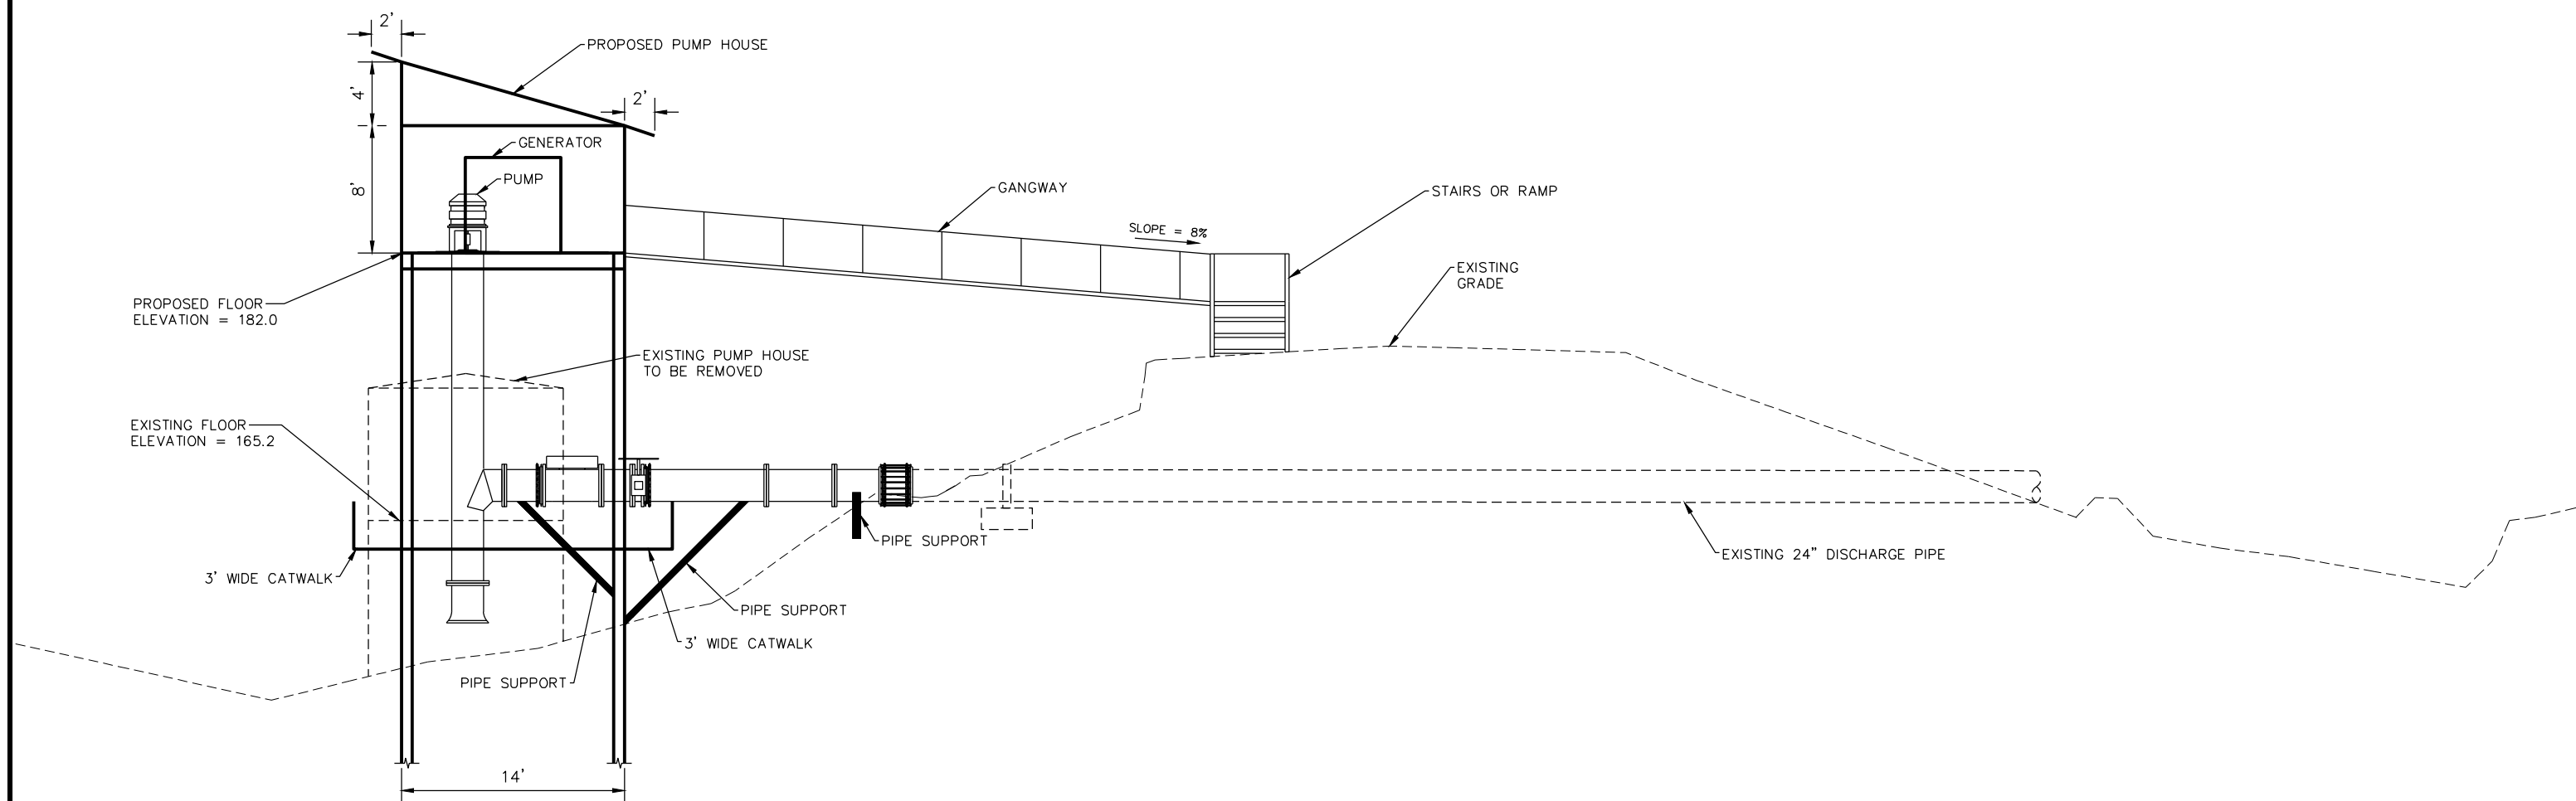 2'
PROPOSED PUMP HOUSE
4'
2'
GENERATOR
PUMP
8'
GANGWAY
STAIRS OR RAMP
SLOPE = 8%
EXISTING
GRADE
PROPOSED FLOOR
ELEVATION = 182.0
EXISTING PUMP HOUSE
TO BE REMOVED
EXISTING FLOOR
ELEVATION = 165.2
PIPE SUPPORT
EXISTING 24" DISCHARGE PIPE
3' WIDE CATWALK
PIPE SUPPORT
3' WIDE CATWALK
PIPE SUPPORT
14'